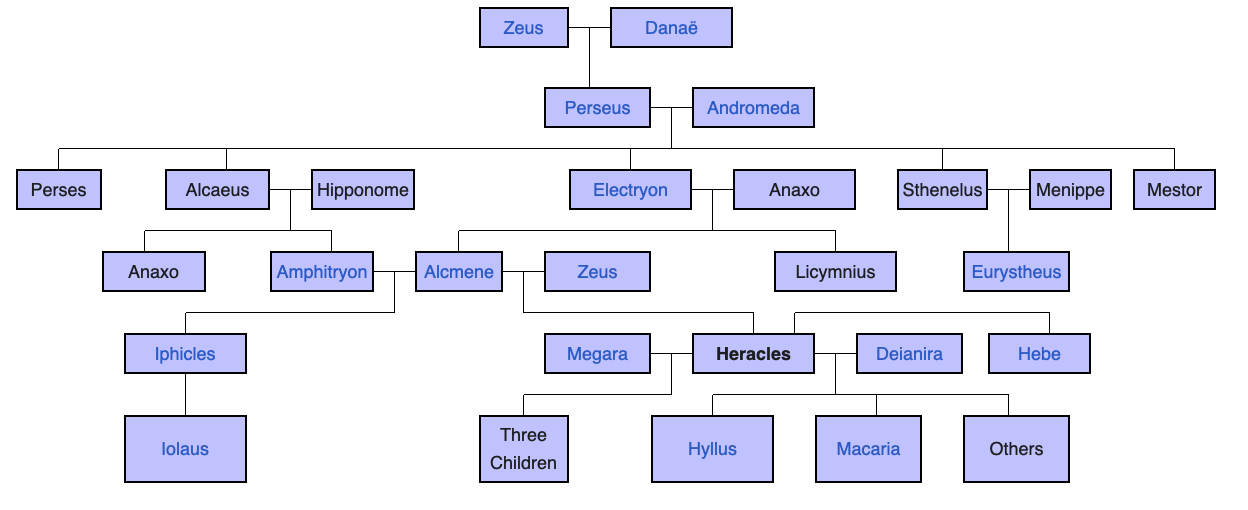 Zeus
Danaë
Perseus
Andromeda
Perses
Alcaeus
Hipponome
Electryon
Anaxo
Sthenelus
Menippe
Mestor
Anaxo
Amphitryon
Alcmene
Zeus
Licymnius
Eurystheus
Iphicles
Megara
Heracles
Deianira
Hebe
Iolaus
Three
Children
Hyllus
Macaria
Others